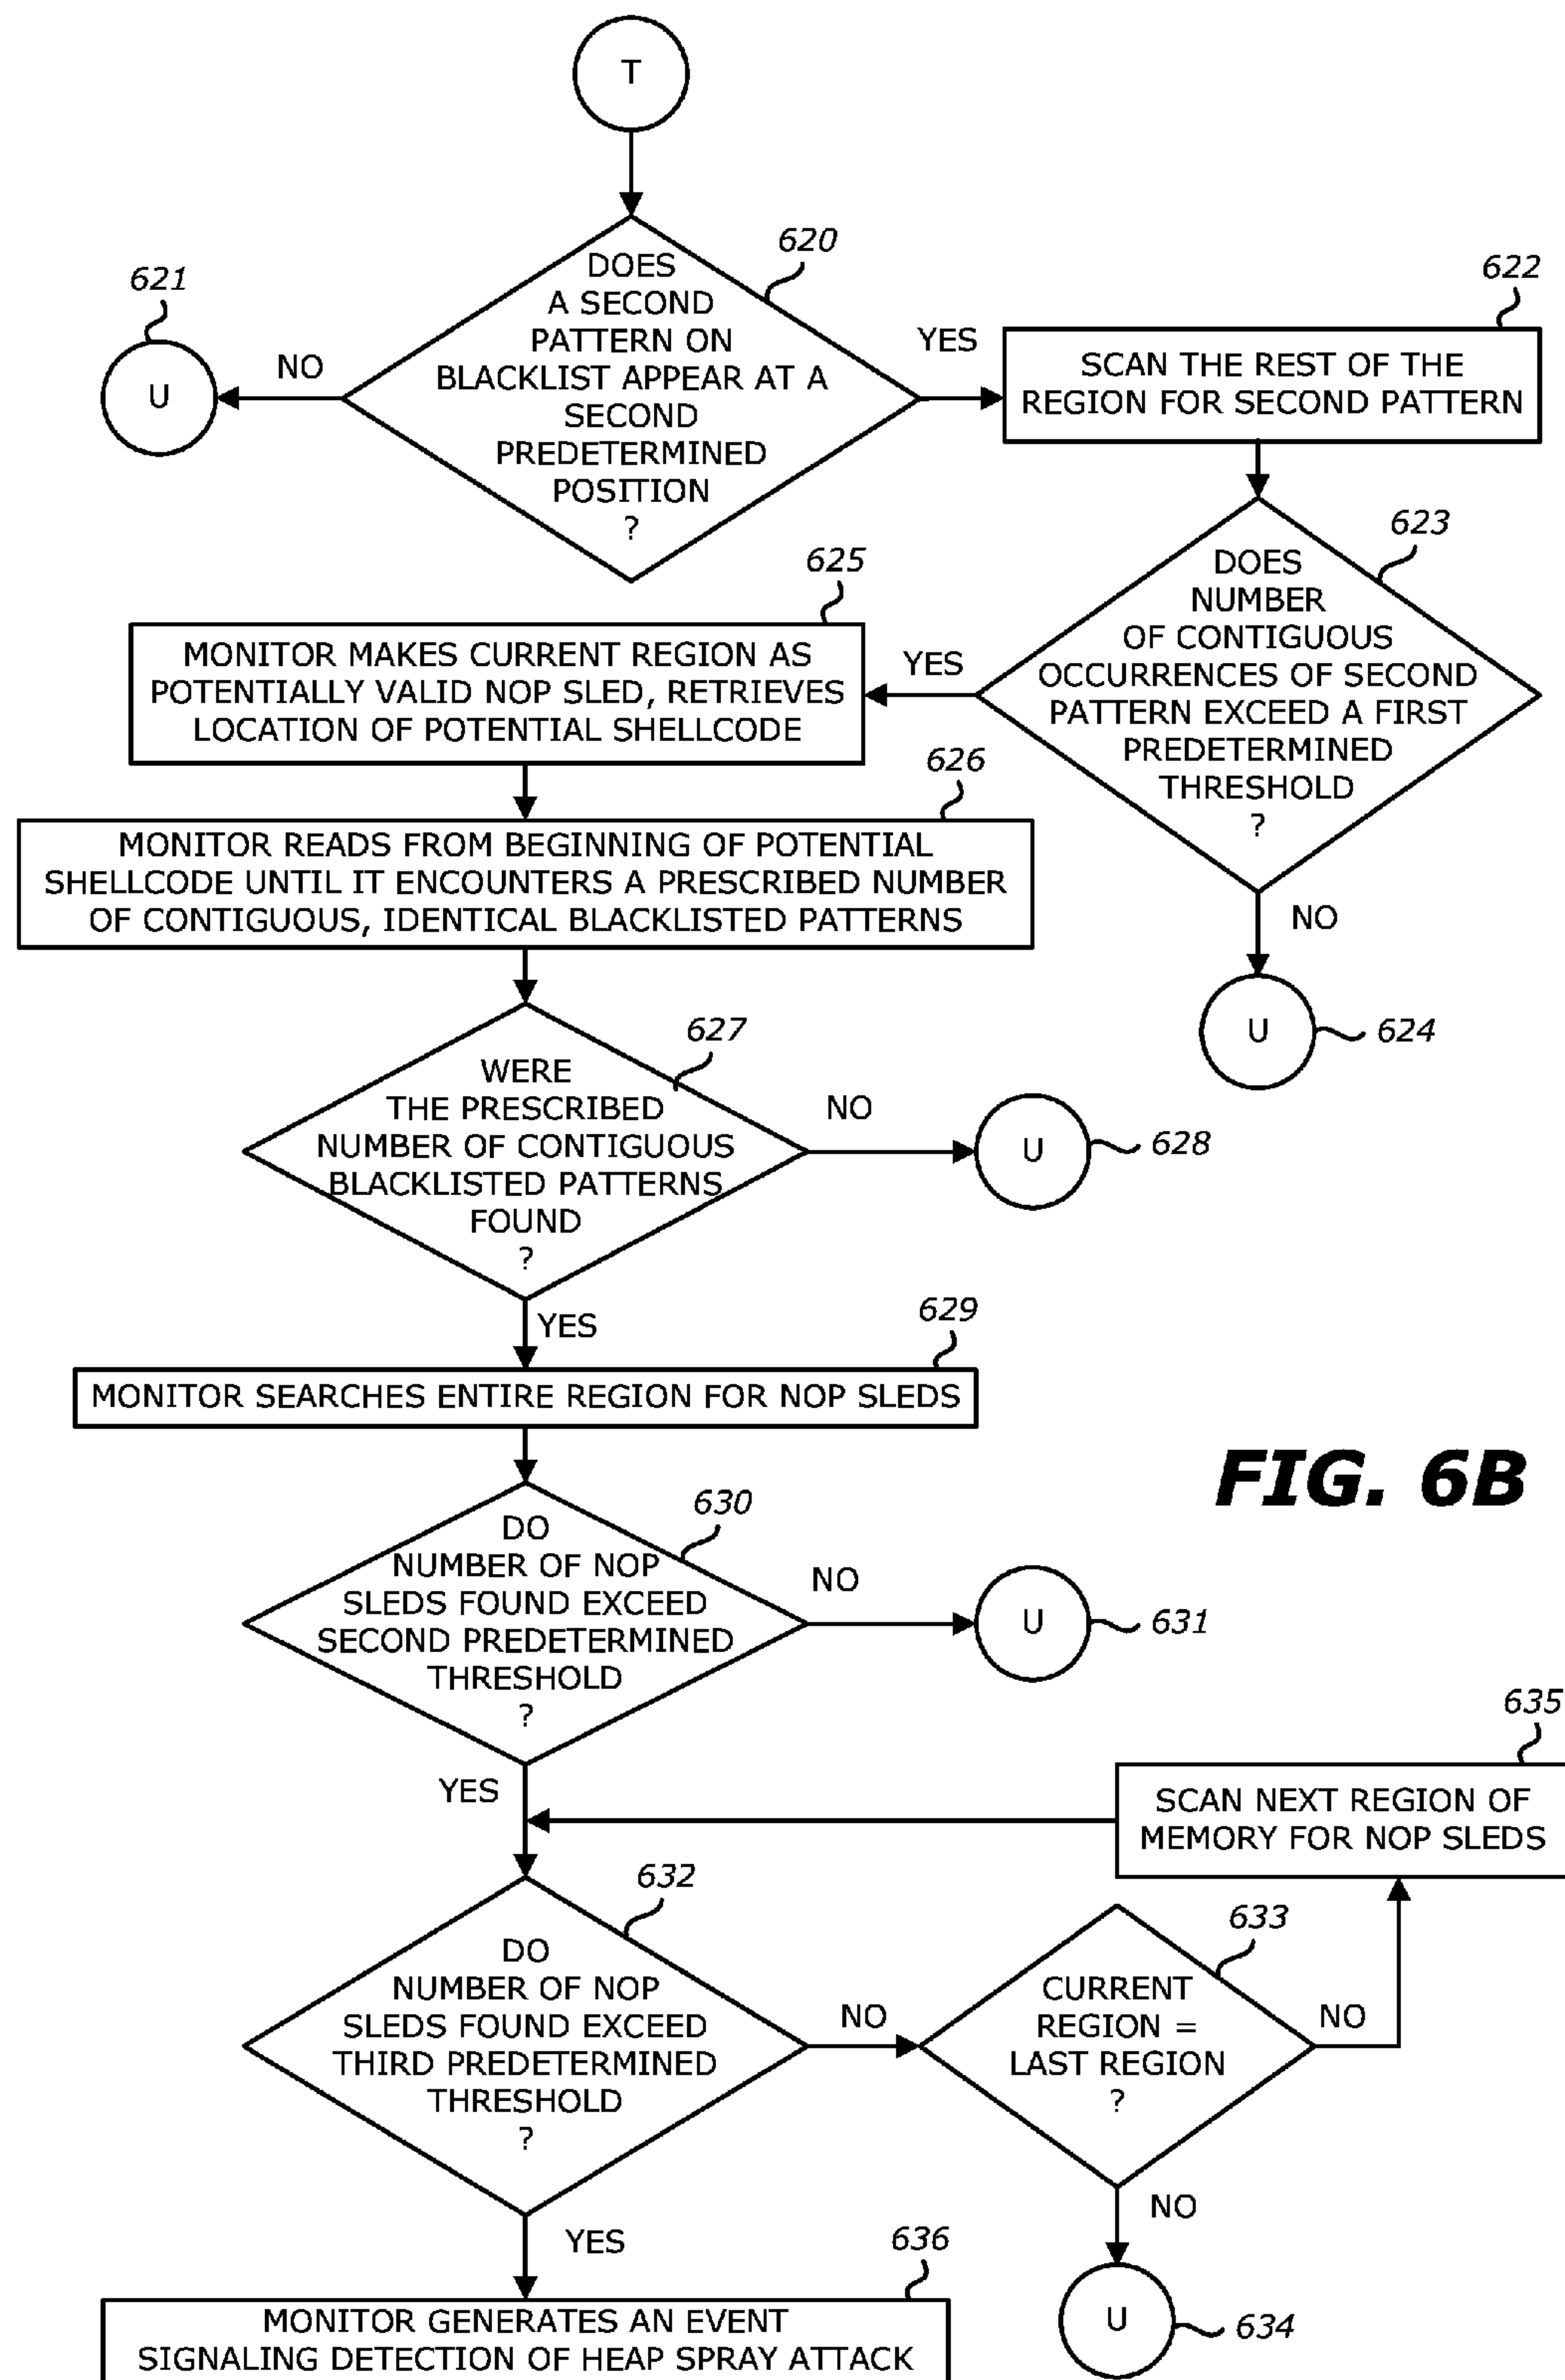 T
620
DOES
A SECOND
PATTERN ON
BLACKLIST APPEAR AT A
SECOND
PREDETERMINED
POSITION
?
621
U
NO
YES
622
SCAN THE REST OF THE
REGION FOR SECOND PATTERN
623
DOES
NUMBER
OF CONTIGUOUS
OCCURRENCES OF SECOND
PATTERN EXCEED A FIRST
PREDETERMINED
THRESHOLD
?
YES
NO
U
624
625
MONITOR MAKES CURRENT REGION AS
POTENTIALLY VALID NOP SLED, RETRIEVES
LOCATION OF POTENTIAL SHELLCODE
626
MONITOR READS FROM BEGINNING OF POTENTIAL
SHELLCODE UNTIL IT ENCOUNTERS A PRESCRIBED NUMBER
OF CONTIGUOUS, IDENTICAL BLACKLISTED PATTERNS
627
WERE
THE PRESCRIBED
NUMBER OF CONTIGUOUS
BLACKLISTED PATTERNS
FOUND
?
NO
U
628
YES
629
MONITOR SEARCHES ENTIRE REGION FOR NOP SLEDS
FIG. 6B
630
DO
NUMBER OF NOP
SLEDS FOUND EXCEED
SECOND PREDETERMINED
THRESHOLD
?
NO
U
631
YES
635
SCAN NEXT REGION OF
MEMORY FOR NOP SLEDS
632
DO
NUMBER OF NOP
SLEDS FOUND EXCEED
THIRD PREDETERMINED
THRESHOLD
?
NO
633
CURRENT
REGION =
LAST REGION
?
NO
NO
U
634
YES
636
MONITOR GENERATES AN EVENT
SIGNALING DETECTION OF HEAP SPRAY ATTACK